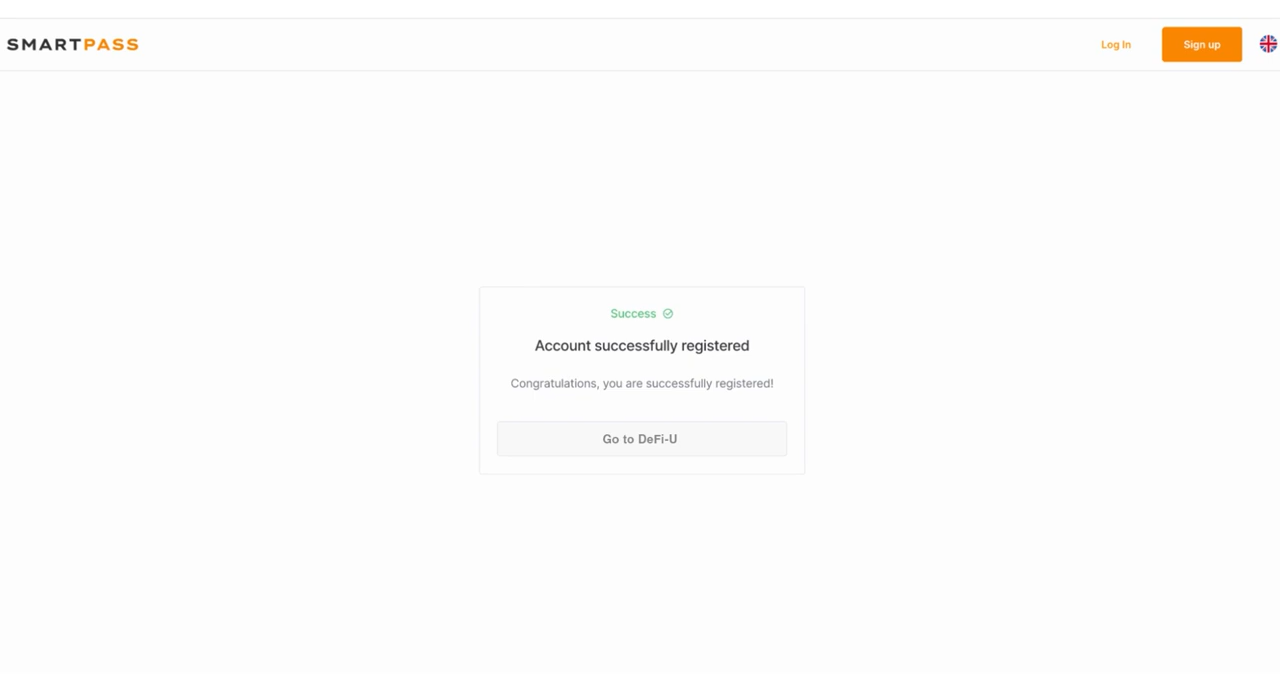 SMARTPASS
Log In
Sign up
Success
Account successfully registered
Congratulations, you are successfully registered!
Go to DeFi-U